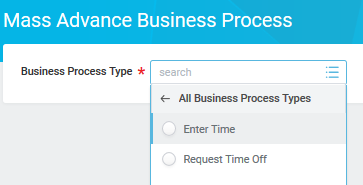 Mass Advance Business Process
Business Process Type *
search
← All Business Process Types
Enter Time
Request Time Off